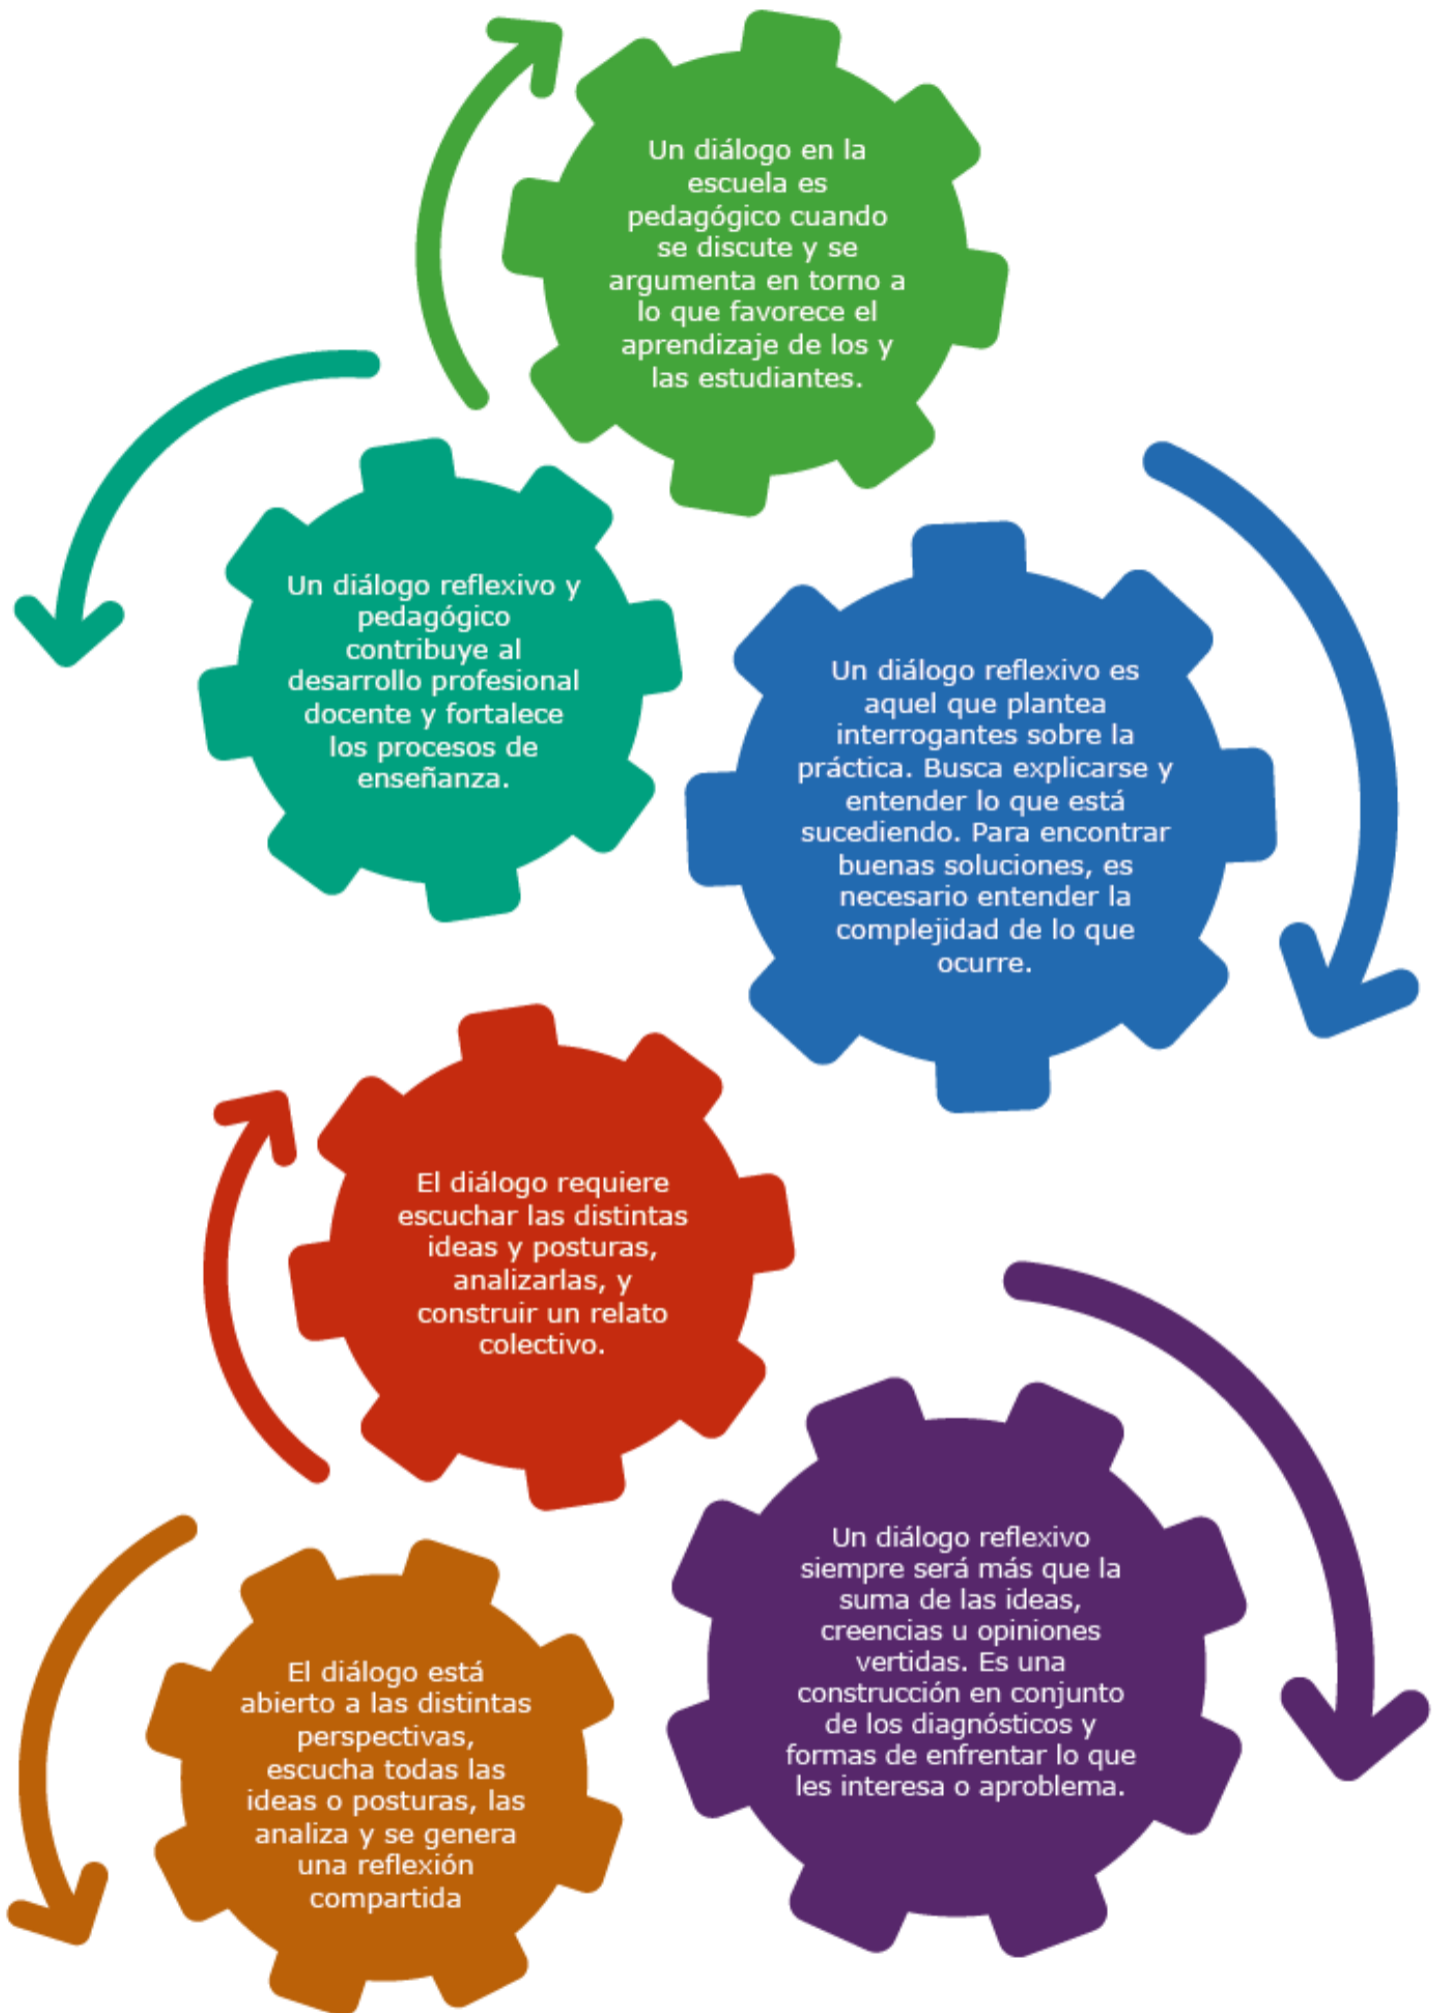 Un diálogo en la
escuela es
pedagógico cuando
se discute y se
argumenta en torno a
lo que favorece el
aprendizaje de los y
las estudiantes.
Un diálogo reflexivo y
pedagógico
contribuye al
desarrollo profesional
docente y fortalece
los procesos de
enseñanza.
Un diálogo reflexivo es
aquel que plantea
interrogantes sobre la
práctica. Busca explicarse y
entender lo que está
sucediendo. Para encontrar
buenas soluciones, es
necesario entender la
complejidad de lo que
ocurre.
El diálogo requiere
escuchar las distintas
ideas y posturas,
analizarlas, y
construir un relato
colectivo.
Un diálogo reflexivo
siempre será más que la
suma de las ideas,
creencias u opiniones
vertidas. Es una
construcción en conjunto
de los diagnósticos y
formas de enfrentar lo que
les interesa o aproblema.
El diálogo está
abierto a las distintas
perspectivas,
escucha todas las
ideas o posturas, las
analiza y se genera
una reflexión
compartida